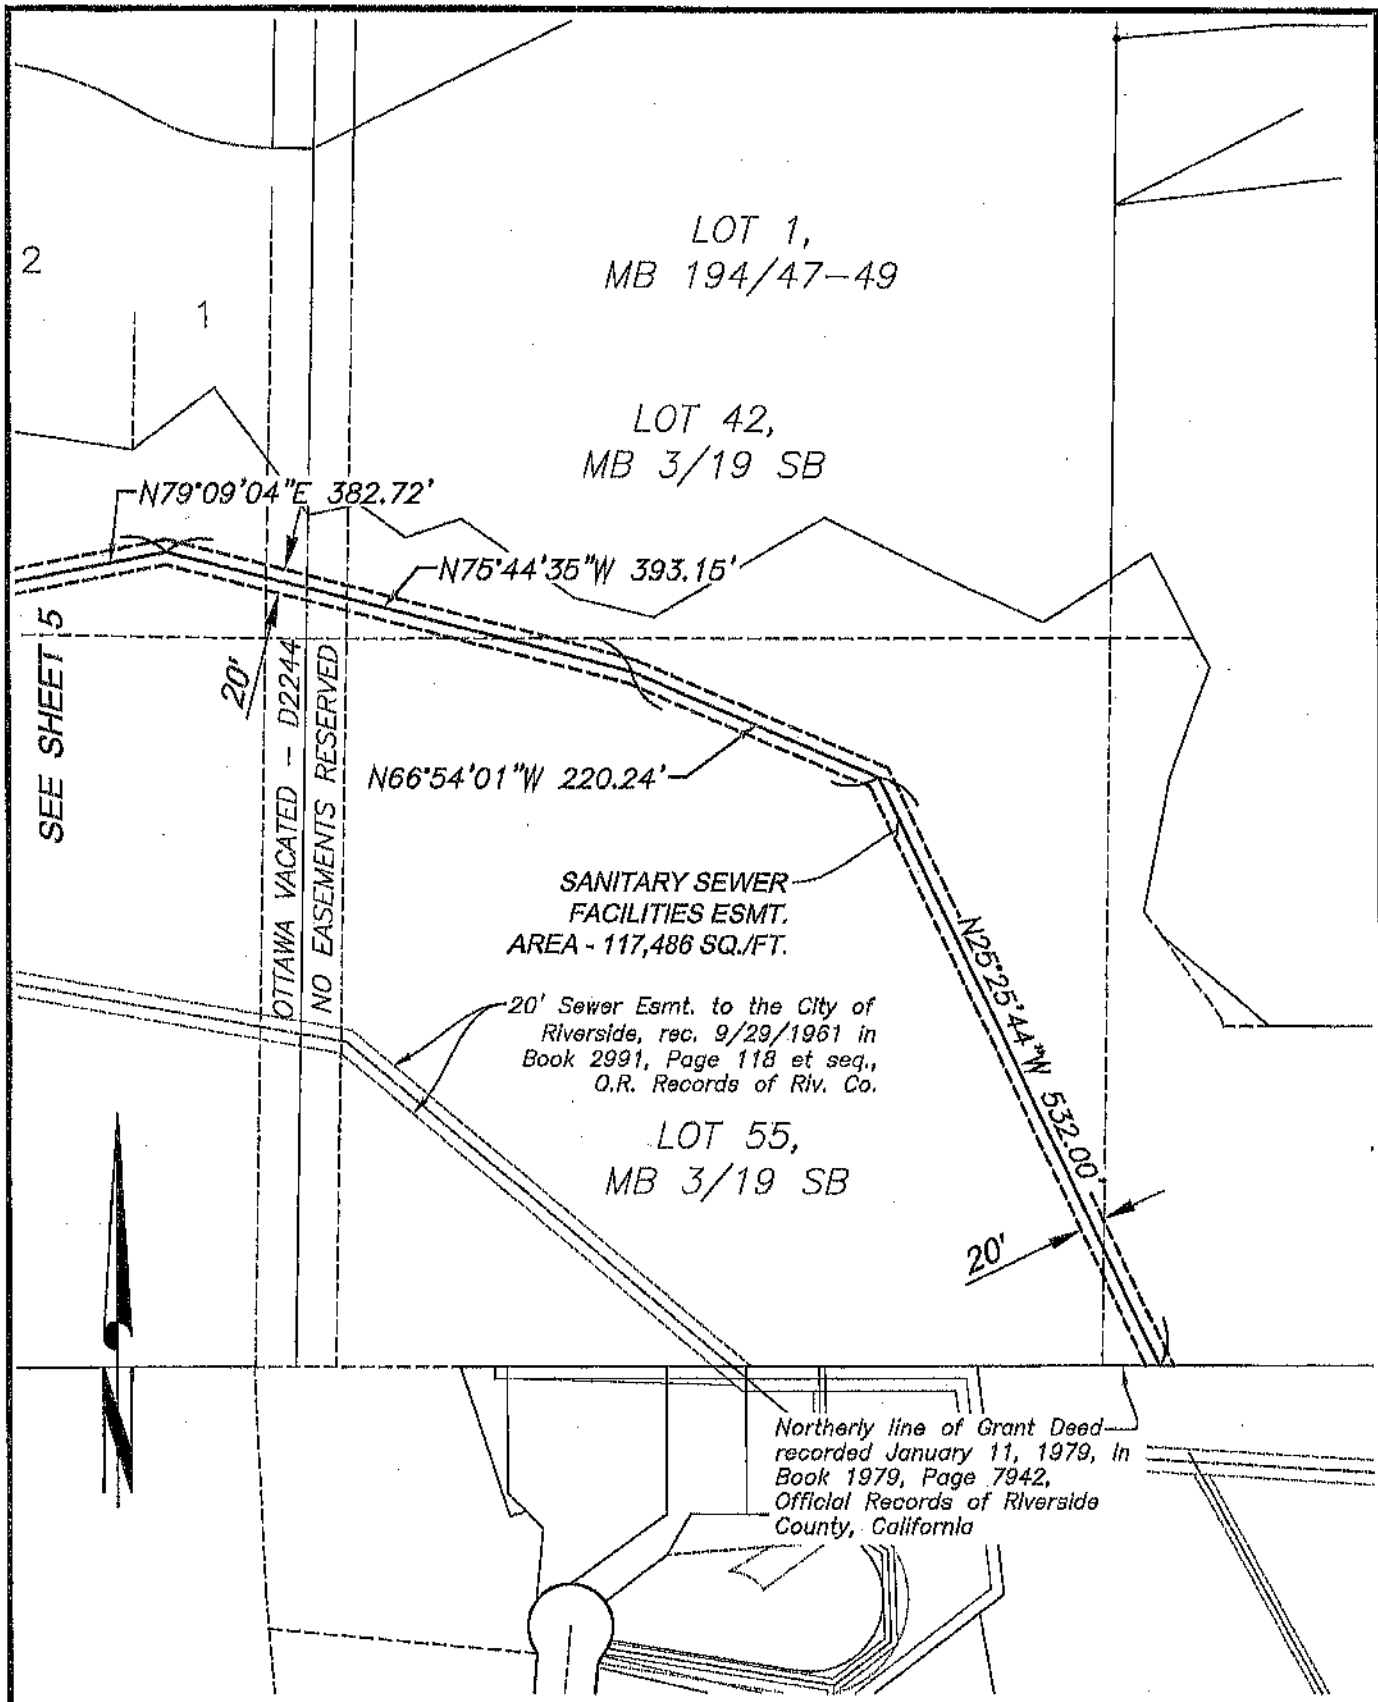 LOT 1,
MB 194/47-49
2
1
LOT 42,
MB 3/19 SB
N79°09'04"E 382.72'
N75°44'35"W 393.15'
SEE SHEET 5
20'
OTTAWA VACATED - D2244
NO EASEMENTS RESERVED
N66°54'01"W 220.24'
SANITARY SEWER
FACILITIES ESMT.
AREA - 117,486 SQ./FT.
N25°25'44"W 532.00'
20' Sewer Esmt. to the City of
Riverside, rec. 9/29/1961 in
Book 2991, Page 118 et seq.,
O.R. Records of Riv. Co.
LOT 55,
MB 3/19 SB
20'
Northerly line of Grant Deed
recorded January 11, 1979, in
Book 1979, Page 7942,
Official Records of Riverside
County, California